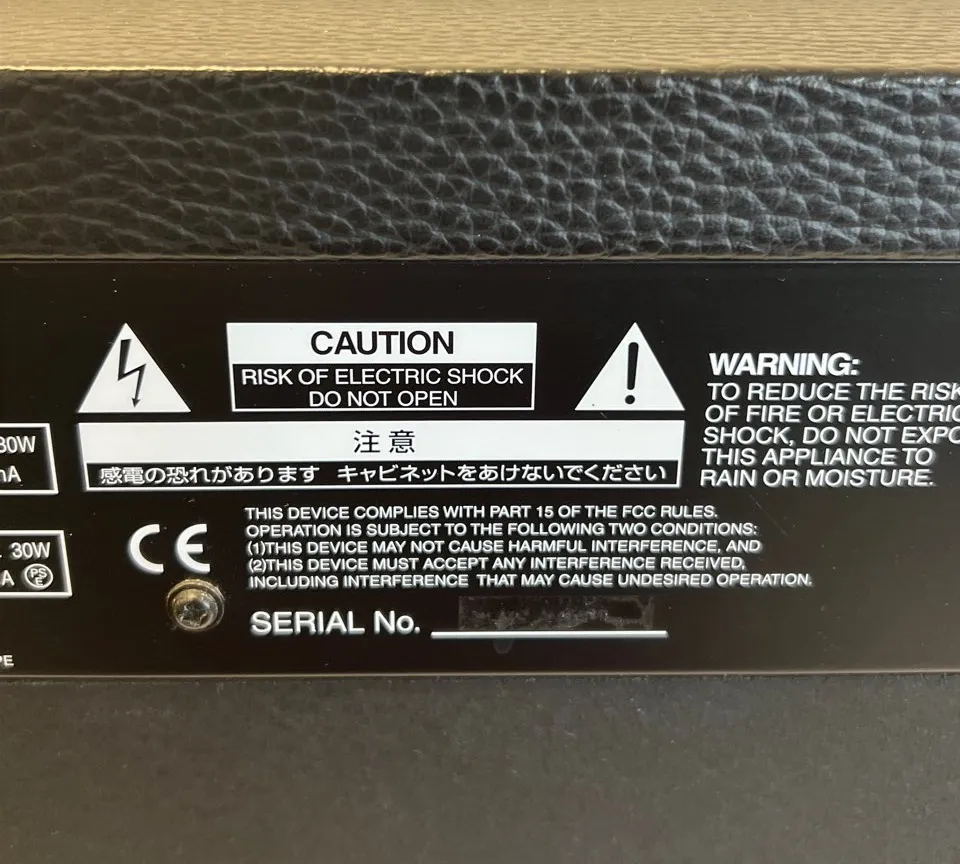 CAUTION
RISK OF ELECTRIC SHOCK
DO NOT OPEN
注意
感電の恐れがあります キャビネットをあけないでください
WARNING:
TO REDUCE THE RISK
OF FIRE OR ELECTRIC
SHOCK, DO NOT EXPO
THIS APPLIANCE TO
RAIN OR MOISTURE.
30W
A
30W
A PSE
PE
CE
THIS DEVICE COMPLIES WITH PART 15 OF THE FCC RULES.
OPERATION IS SUBJECT TO THE FOLLOWING TWO CONDITIONS:
(1)THIS DEVICE MAY NOT CAUSE HARMFUL INTERFERENCE, AND
(2)THIS DEVICE MUST ACCEPT ANY INTERFERENCE RECEIVED,
INCLUDING INTERFERENCE THAT MAY CAUSE UNDESIRED OPERATION.
SERIAL No.